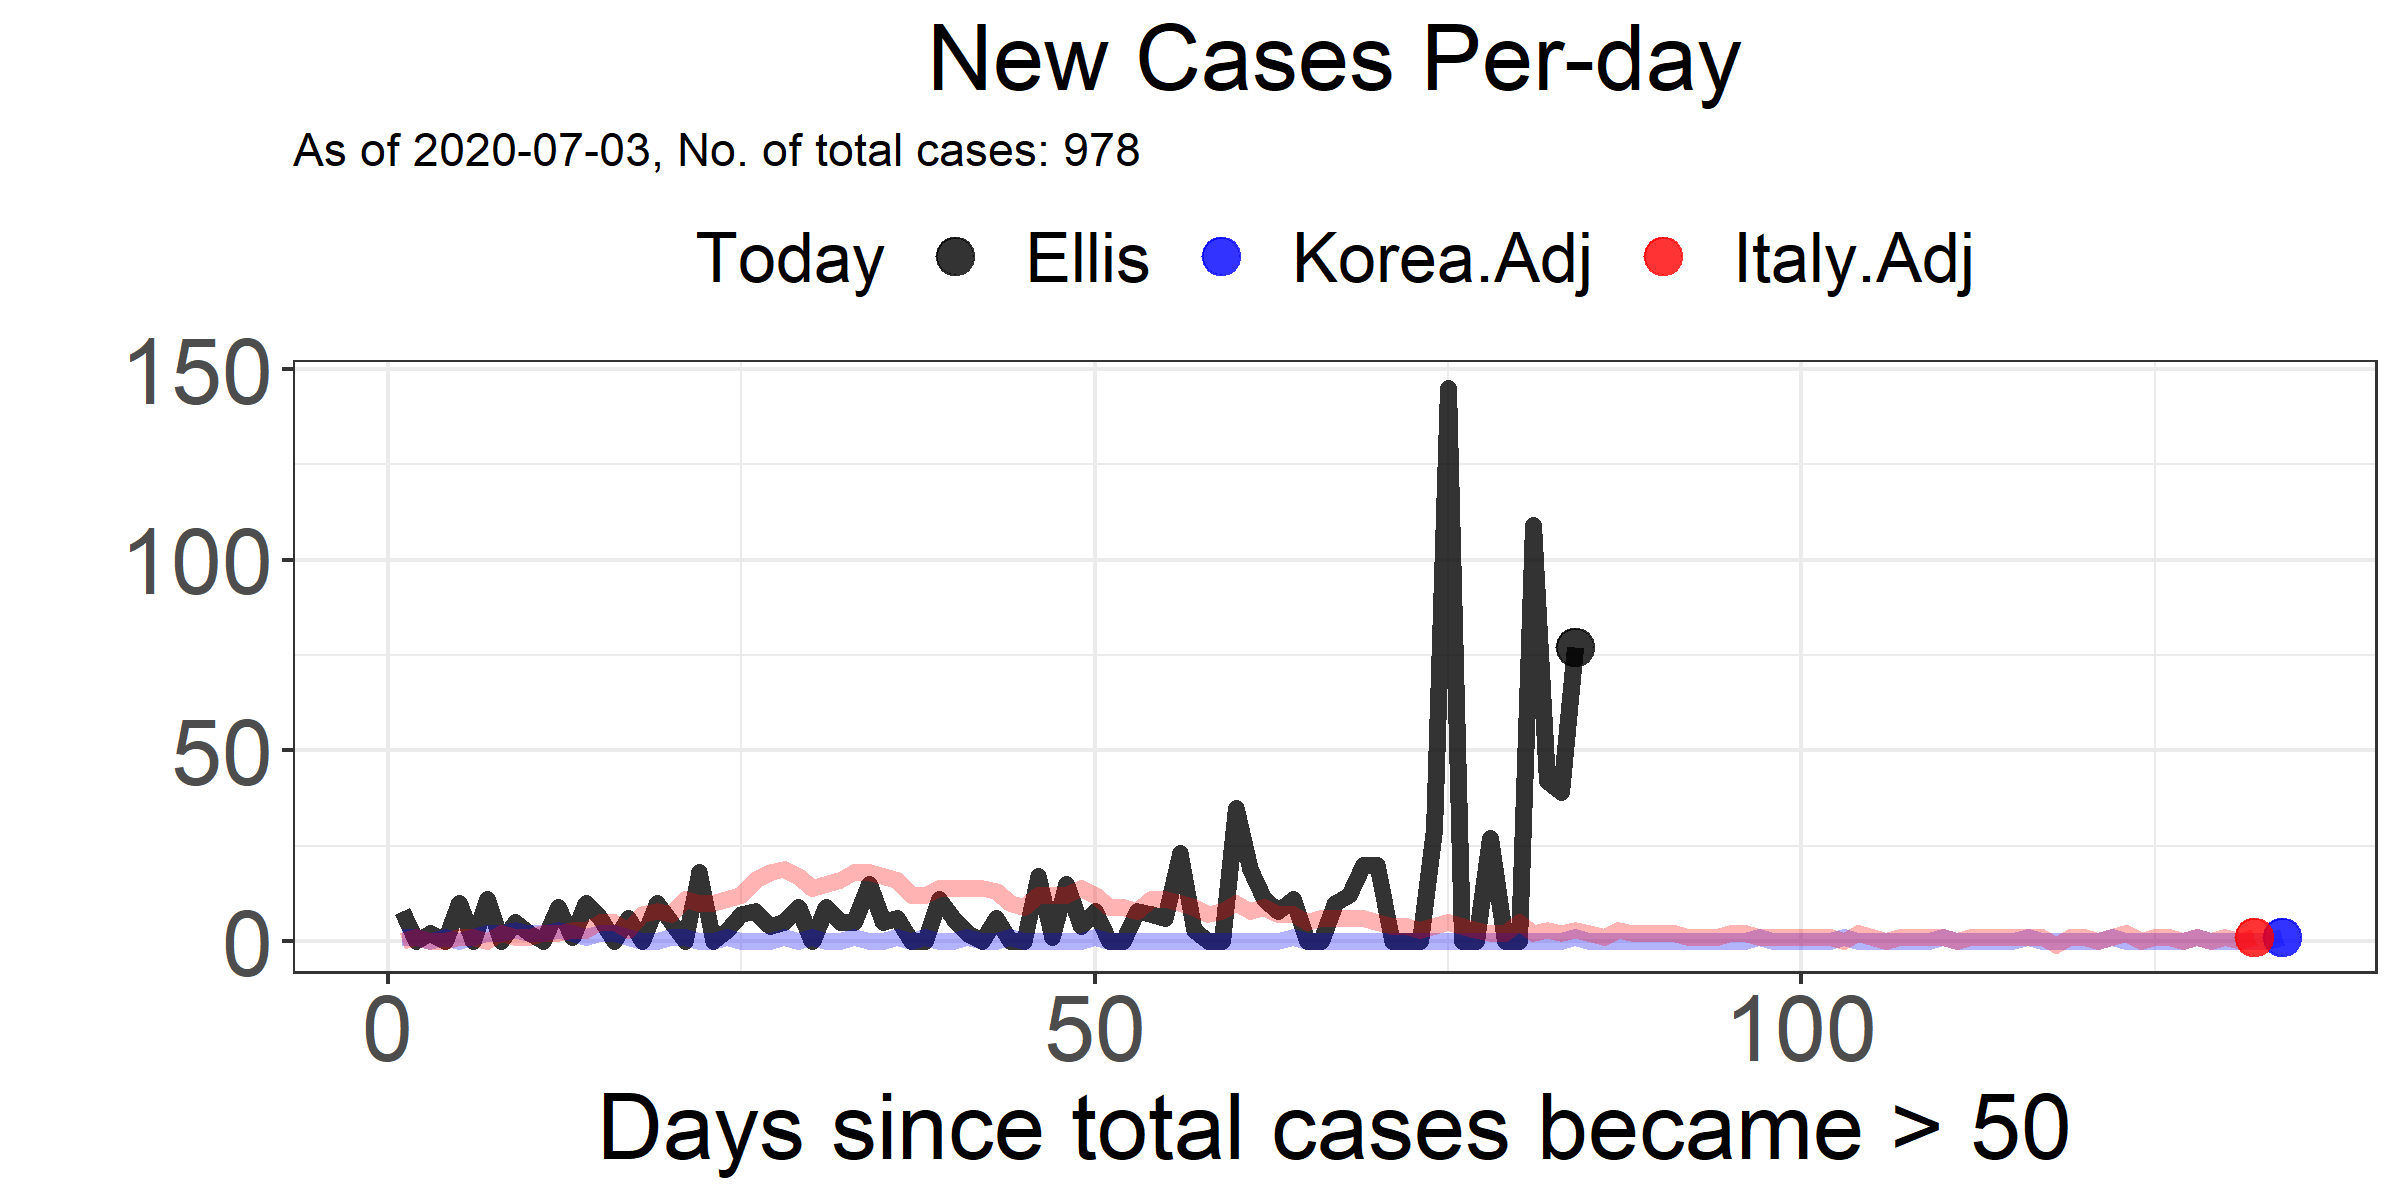 New Cases Per-day
As of 2020-07-03, No. of total cases: 978
Today Ellis Korea.Adj Italy.Adj
150
100
50
0
0 50 100
Days since total cases became > 50